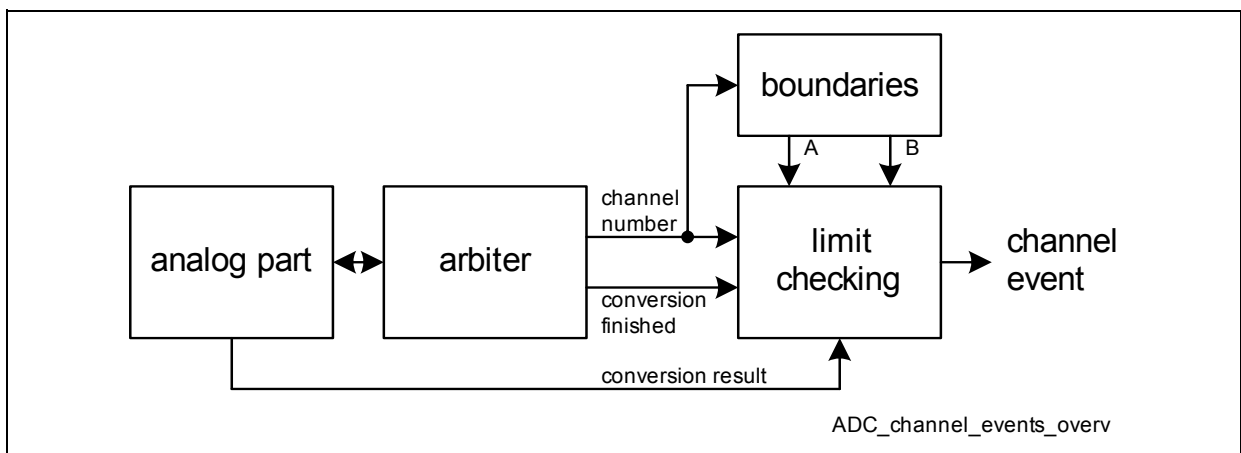 boundaries
A
B
channel
number
analog part
arbiter
limit
checking
channel
event
conversion
finished
conversion result
ADC_channel_events_overv